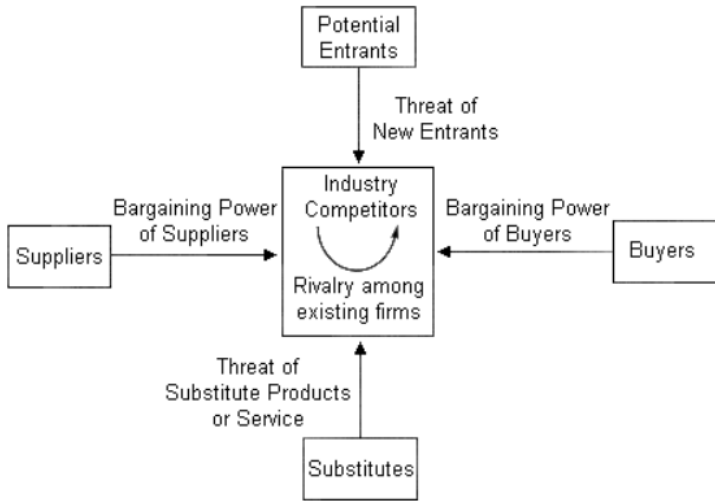 Potential
Entrants
Threat of
New Entrants
Industry
Competitors
Bargaining Power
of Suppliers
Bargaining Power
of Buyers
Suppliers
Buyers
Rivalry among
existing firms
Threat of
Substitute Products
or Service
Substitutes